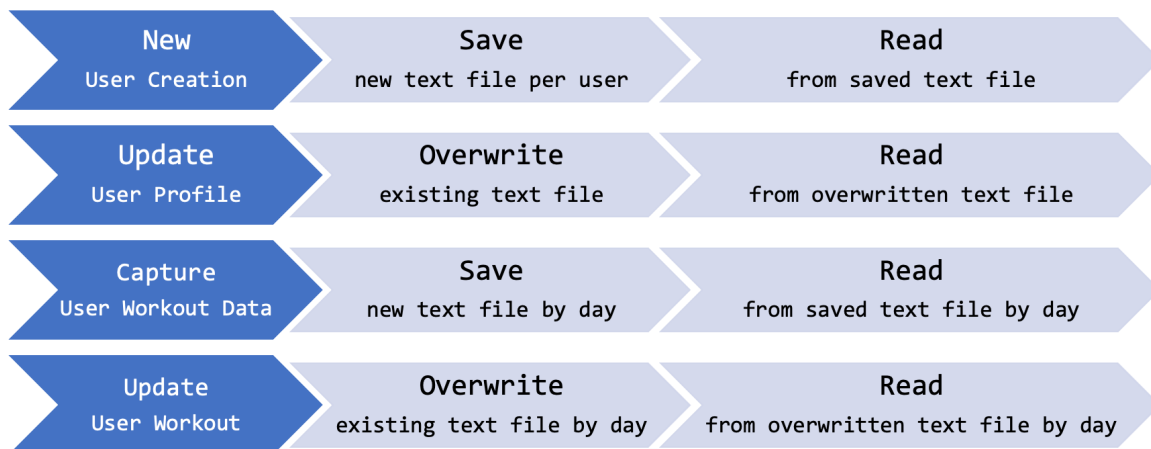 New
User Creation
Save
new text file per user
Read
from saved text file
Update
User Profile
Overwrite
existing text file
Read
from overwritten text file
Capture
User Workout Data
Save
new text file by day
Read
from saved text file by day
Update
User Workout
Overwrite
existing text file by day
Read
from overwritten text file by day